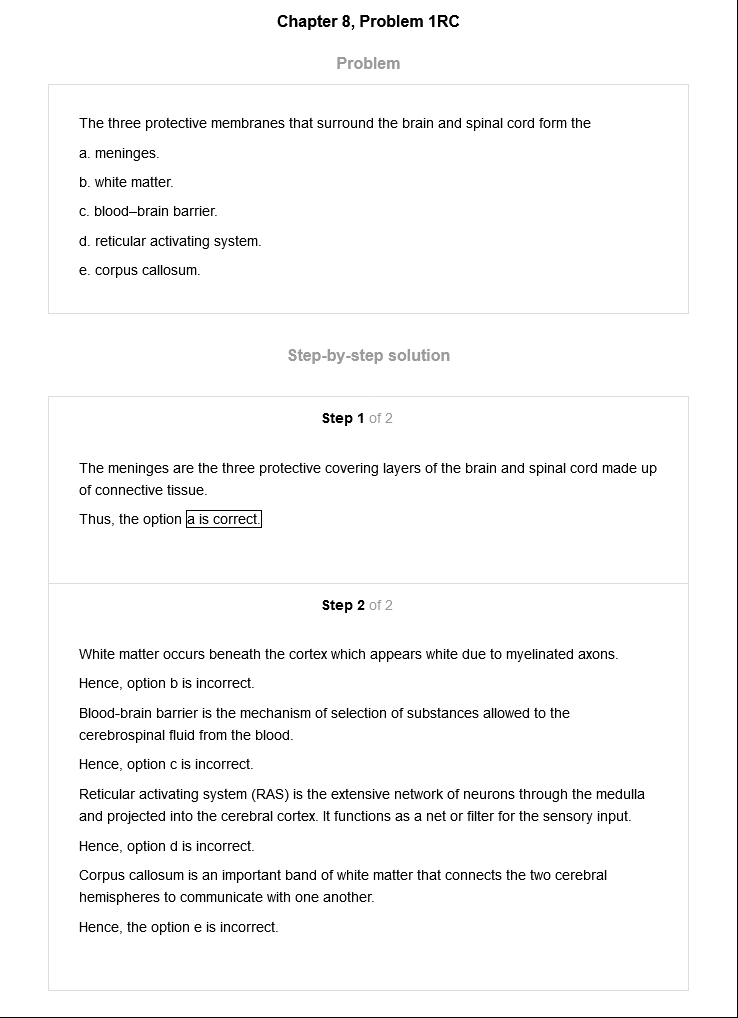 Chapter 8, Problem 1RC
Problem
The three protective membranes that surround the brain and spinal cord form the
a. meninges.
b. white matter.
c. blood–brain barrier.
d. reticular activating system.
e. corpus callosum.
Step-by-step solution
Step 1 of 2
The meninges are the three protective covering layers of the brain and spinal cord made up
of connective tissue.
Thus, the option a is correct.
Step 2 of 2
White matter occurs beneath the cortex which appears white due to myelinated axons.
Hence, option b is incorrect.
Blood-brain barrier is the mechanism of selection of substances allowed to the
cerebrospinal fluid from the blood.
Hence, option c is incorrect.
Reticular activating system (RAS) is the extensive network of neurons through the medulla
and projected into the cerebral cortex. It functions as a net or filter for the sensory input.
Hence, option d is incorrect.
Corpus callosum is an important band of white matter that connects the two cerebral
hemispheres to communicate with one another.
Hence, the option e is incorrect.